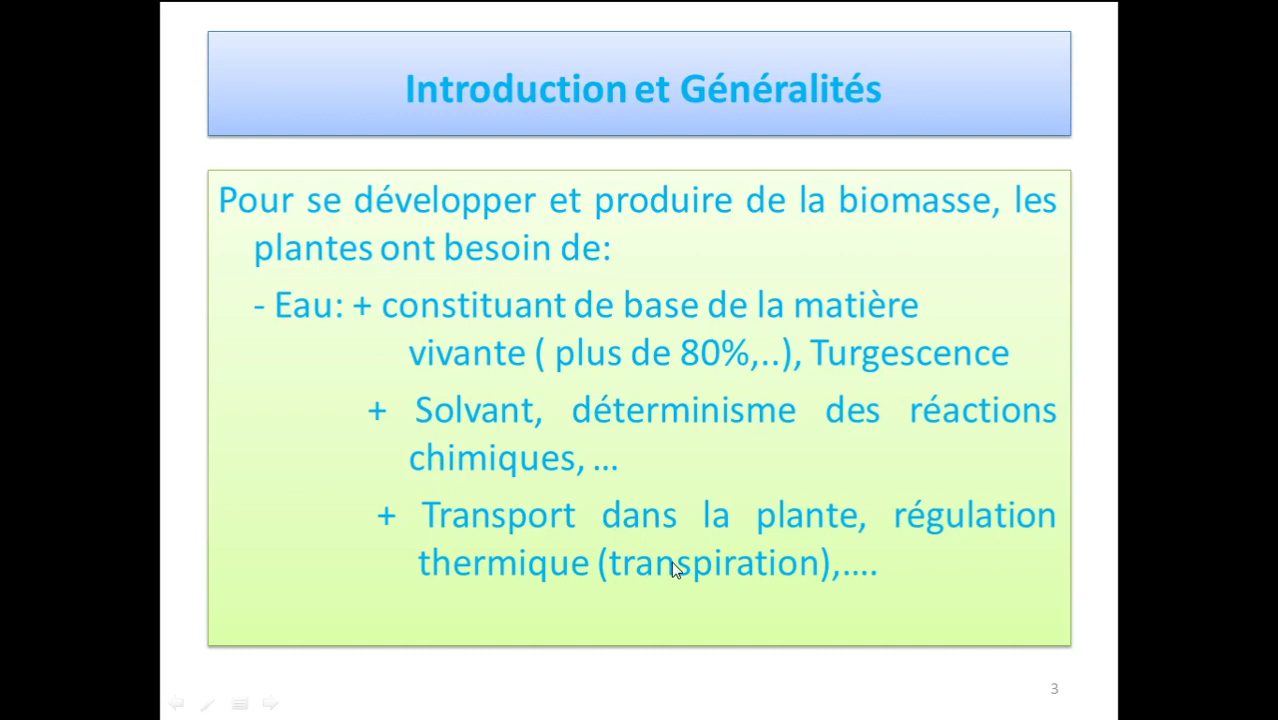 Introduction et Généralités
Pour se développer et produire de la biomasse, les
plantes ont besoin de:
- Eau: + constituant de base de la matière
vivante ( plus de 80%,..), Turgescence
+ Solvant, déterminisme des réactions
chimiques, ...
+ Transport dans la plante, régulation
thermique (transpiration),....
3